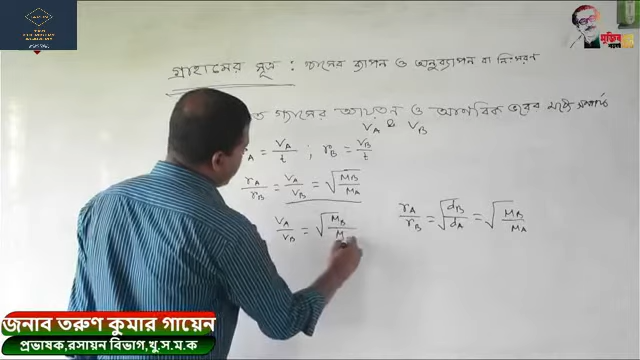 গ্রাহামের সূত্র : গ্যাসের ব্যাপন ও অনুব্যাপন বা নিঃসরণ
ত গ্যাসের আয়তন ও আণবিক ভরের মধ্যে সম্পর্ক
V_A & V_B
r_A = V_A/t ; r_B = V_B/t
r_A/r_B = V_A/V_B = √(M_B/M_A)
V_A/V_B = √(M_B/M
r_A/r_B = √(d_B/d_A) = √(M_B/M_A)
জনাব তরুণ কুমার গায়েন
প্রভাষক,রসায়ন বিভাগ,খু.স.ম.ক